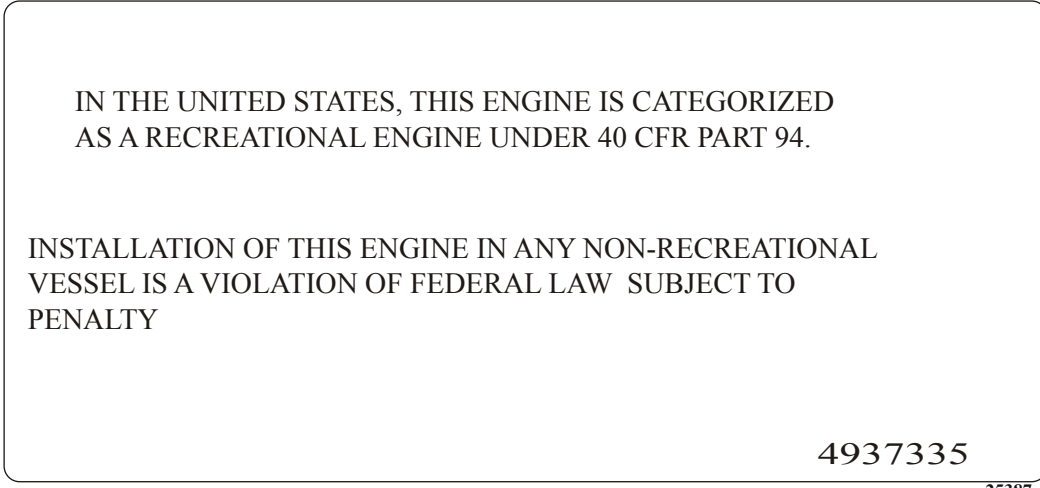 IN THE UNITED STATES, THIS ENGINE IS CATEGORIZED
AS A RECREATIONAL ENGINE UNDER 40 CFR PART 94.
INSTALLATION OF THIS ENGINE IN ANY NON-RECREATIONAL
VESSEL IS A VIOLATION OF FEDERAL LAW  SUBJECT TO
PENALTY
4937335
25387